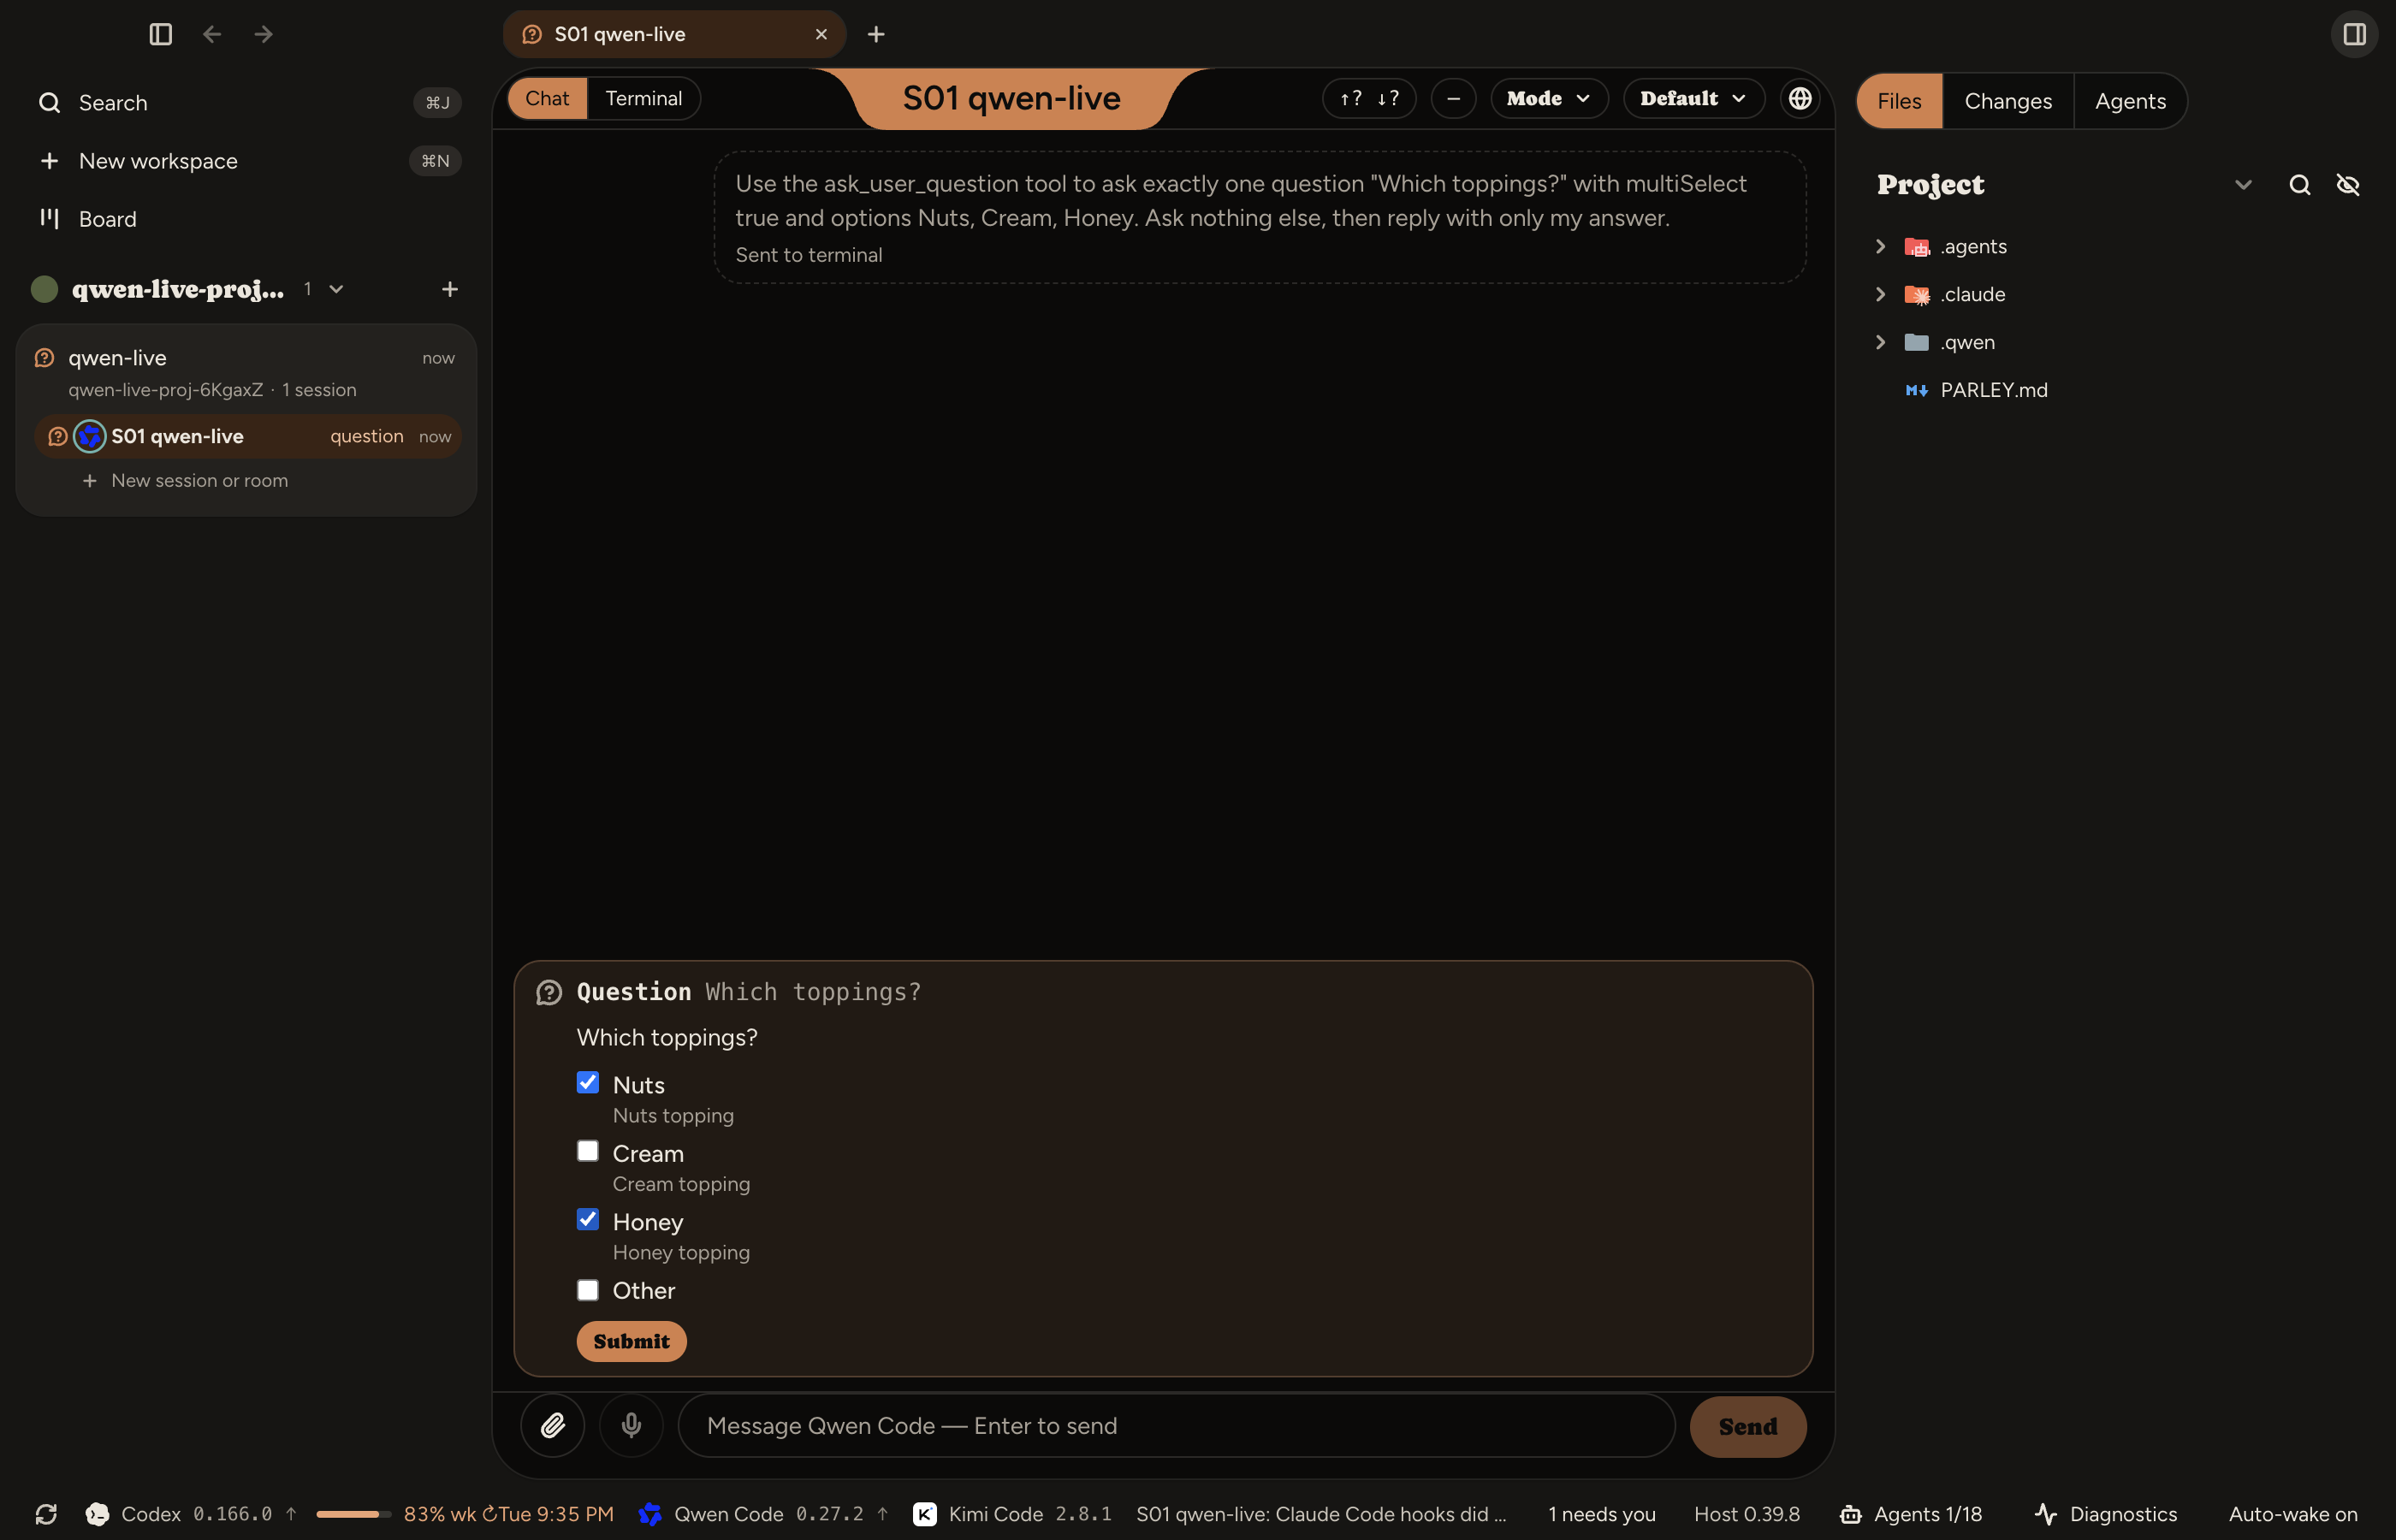 S01 qwen-live
Search ⌘J
New workspace ⌘N
Board
qwen-live-proj... 1
qwen-live now
qwen-live-proj-6KgaxZ · 1 session
S01 qwen-live question now
New session or room
Chat Terminal
S01 qwen-live
↑? ↓? – Mode Default
Use the ask_user_question tool to ask exactly one question "Which toppings?" with multiSelect
true and options Nuts, Cream, Honey. Ask nothing else, then reply with only my answer.
Sent to terminal
Question Which toppings?
Which toppings?
Nuts
Nuts topping
Cream
Cream topping
Honey
Honey topping
Other
Submit
Message Qwen Code — Enter to send
Send
Files Changes Agents
Project
.agents
.claude
.qwen
PARLEY.md
Codex 0.166.0 ↑ 83% wk Tue 9:35 PM Qwen Code 0.27.2 ↑ Kimi Code 2.8.1 S01 qwen-live: Claude Code hooks did ... 1 needs you Host 0.39.8 Agents 1/18 Diagnostics Auto-wake on